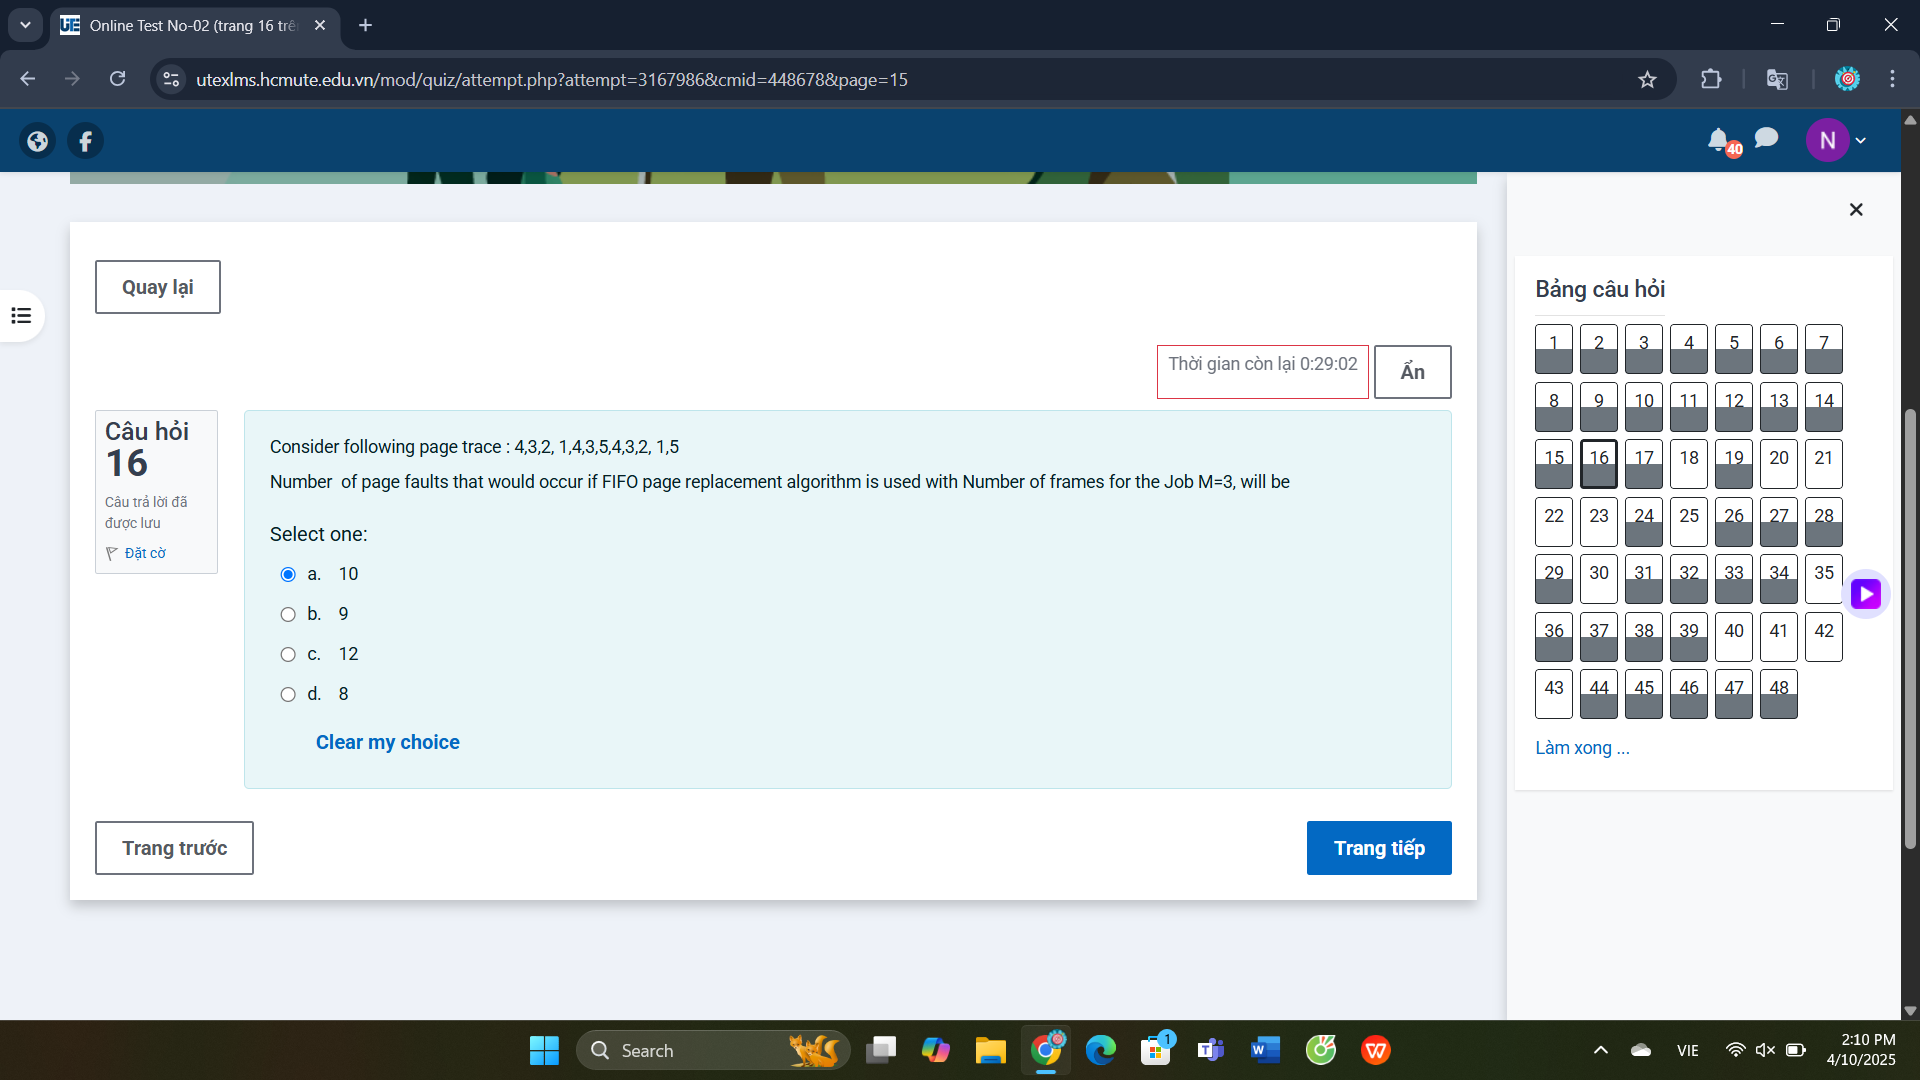 Online Test No-02 (trang 16 trê
utexlms.hcmute.edu.vn/mod/quiz/attempt.php?attempt=3167986&cmid=448678&page=15
40
N
Quay lại
Thời gian còn lại 0:29:02
Ẩn
Câu hỏi
16
Câu trả lời đã
được lưu
Đặt cờ
Consider following page trace : 4,3,2, 1,4,3,5,4,3,2, 1,5
Number of page faults that would occur if FIFO page replacement algorithm is used with Number of frames for the Job M=3, will be
Select one:
a. 10
b. 9
c. 12
d. 8
Clear my choice
Trang trước
Trang tiếp
Bảng câu hỏi
1 2 3 4 5 6 7
8 9 10 11 12 13 14
15 16 17 18 19 20 21
22 23 24 25 26 27 28
29 30 31 32 33 34 35
36 37 38 39 40 41 42
43 44 45 46 47 48
Làm xong ...
Search
1
VIE
2:10 PM
4/10/2025